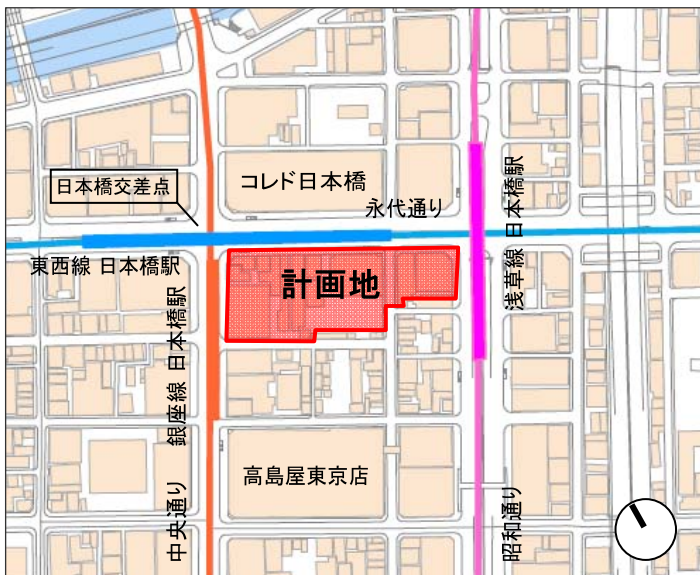 コレド日本橋
日本橋交差点
永代通り
浅草線 日本橋駅
東西線 日本橋駅
計画地
銀座線 日本橋駅
高島屋東京店
中央通り
昭和通り